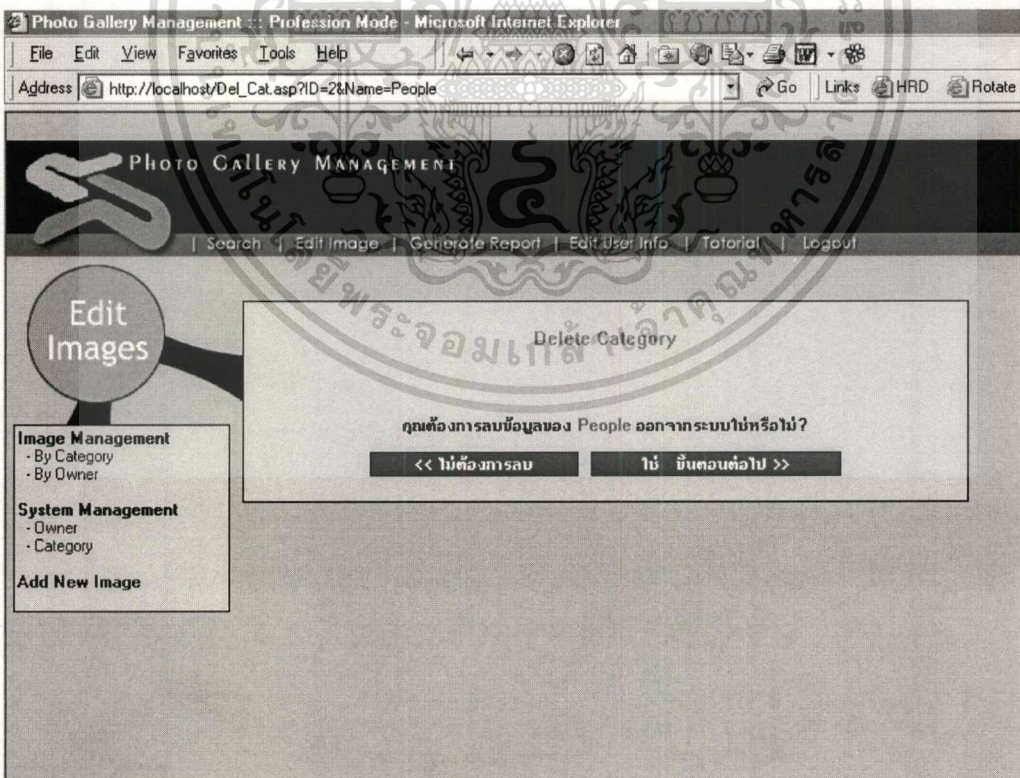 Photo Gallery Management ::: Profession Mode - Microsoft Internet Explorer
File Edit View Favorites Tools Help
Address http://localhost/Del_Cat.asp?ID=2&Name=People Go Links HRD Rotate
PHOTO GALLERY MANAGEMENT
| Search | Edit Image | Generate Report | Edit User Info | Totorial | Logout
Edit
Images
Delete Category
คุณต้องการลบข้อมูลของ People ออกจากระบบใช่หรือไม่?
<< ไม่ต้องการลบ
ใช่ ขั้นตอนต่อไป >>
Image Management
- By Category
- By Owner
System Management
- Owner
- Category
Add New Image